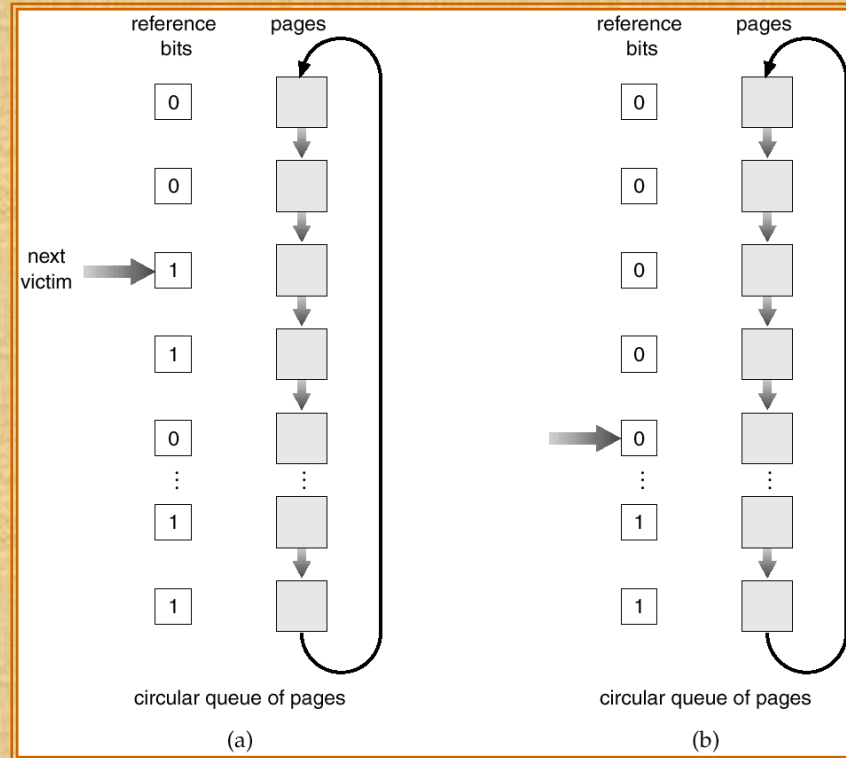 reference pages
bits
0
0
next
victim
1
1
0
⋮ ⋮
1
1
circular queue of pages
(a)
reference pages
bits
0
0
0
0
0
⋮ ⋮
1
1
circular queue of pages
(b)